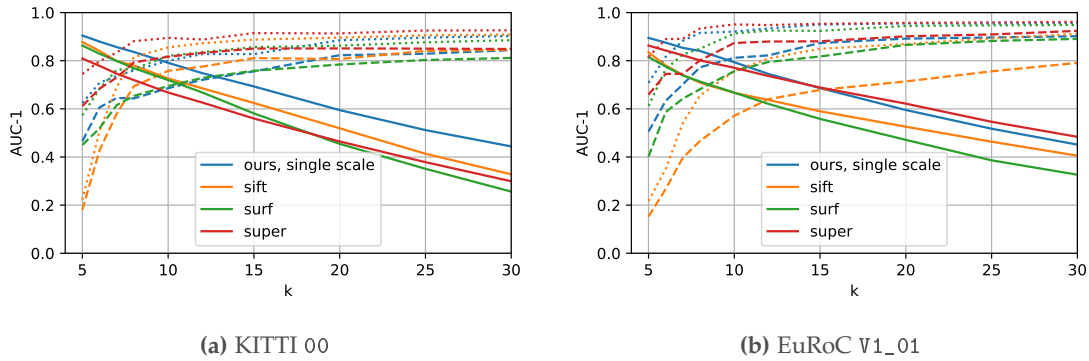 1.0
0.8
0.6
0.4
0.2
0.0
AUC-1
5 10 15 20 25 30
k
ours, single scale
sift
surf
super
1.0
0.8
0.6
0.4
0.2
0.0
AUC-1
5 10 15 20 25 30
k
ours, single scale
sift
surf
super
(a) KITTI 00
(b) EuRoC V1_01